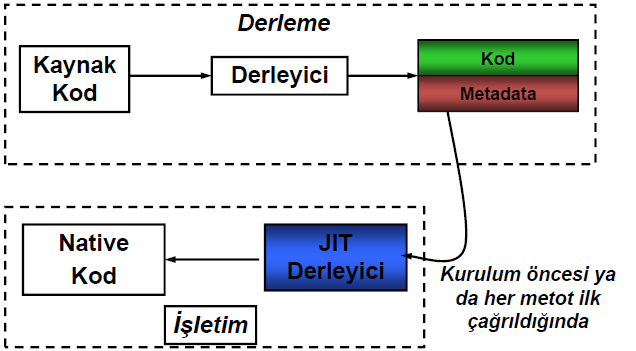 Derleme
Kaynak
Kod
Derleyici
Kod
Metadata
Native
Kod
JIT
Derleyici
Kurulum öncesi ya
da her metot ilk
çağrıldığında
İşletim